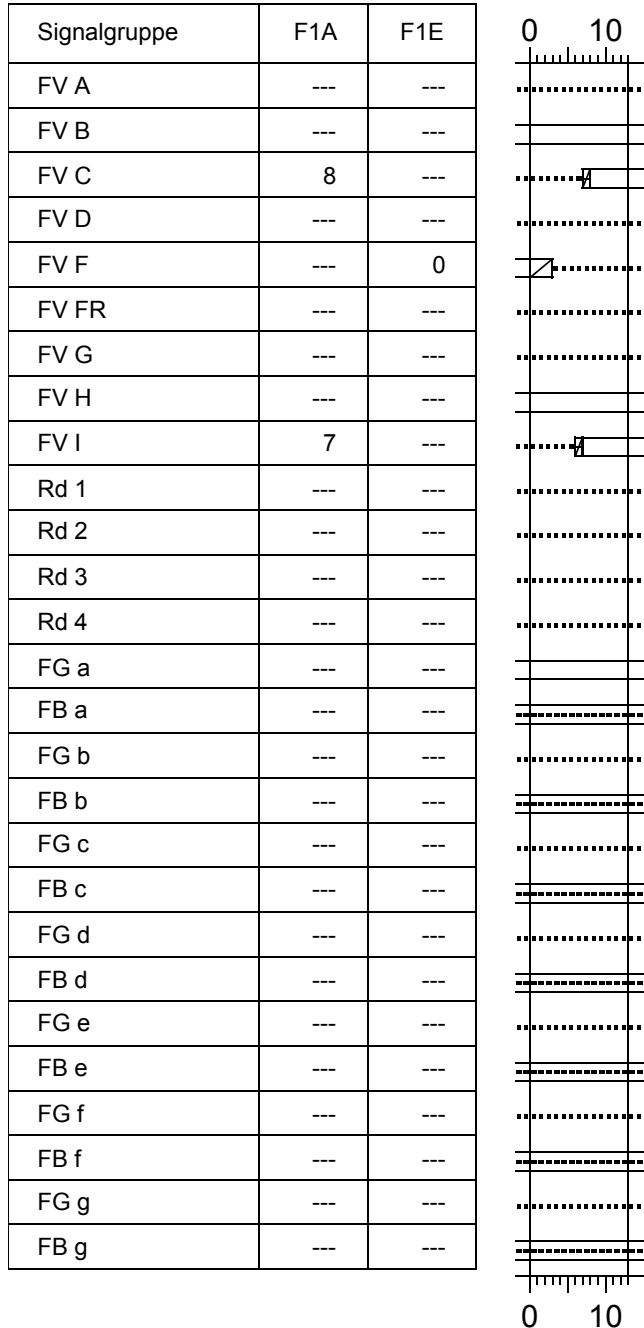 Signalgruppe F1A F1E 0 10
FV A --- ---
FV B --- ---
FV C 8 ---
FV D --- ---
FV F --- 0
FV FR --- ---
FV G --- ---
FV H --- ---
FV I 7 ---
Rd 1 --- ---
Rd 2 --- ---
Rd 3 --- ---
Rd 4 --- ---
FG a --- ---
FB a --- ---
FG b --- ---
FB b --- ---
FG c --- ---
FB c --- ---
FG d --- ---
FB d --- ---
FG e --- ---
FB e --- ---
FG f --- ---
FB f --- ---
FG g --- ---
FB g --- ---
0 10